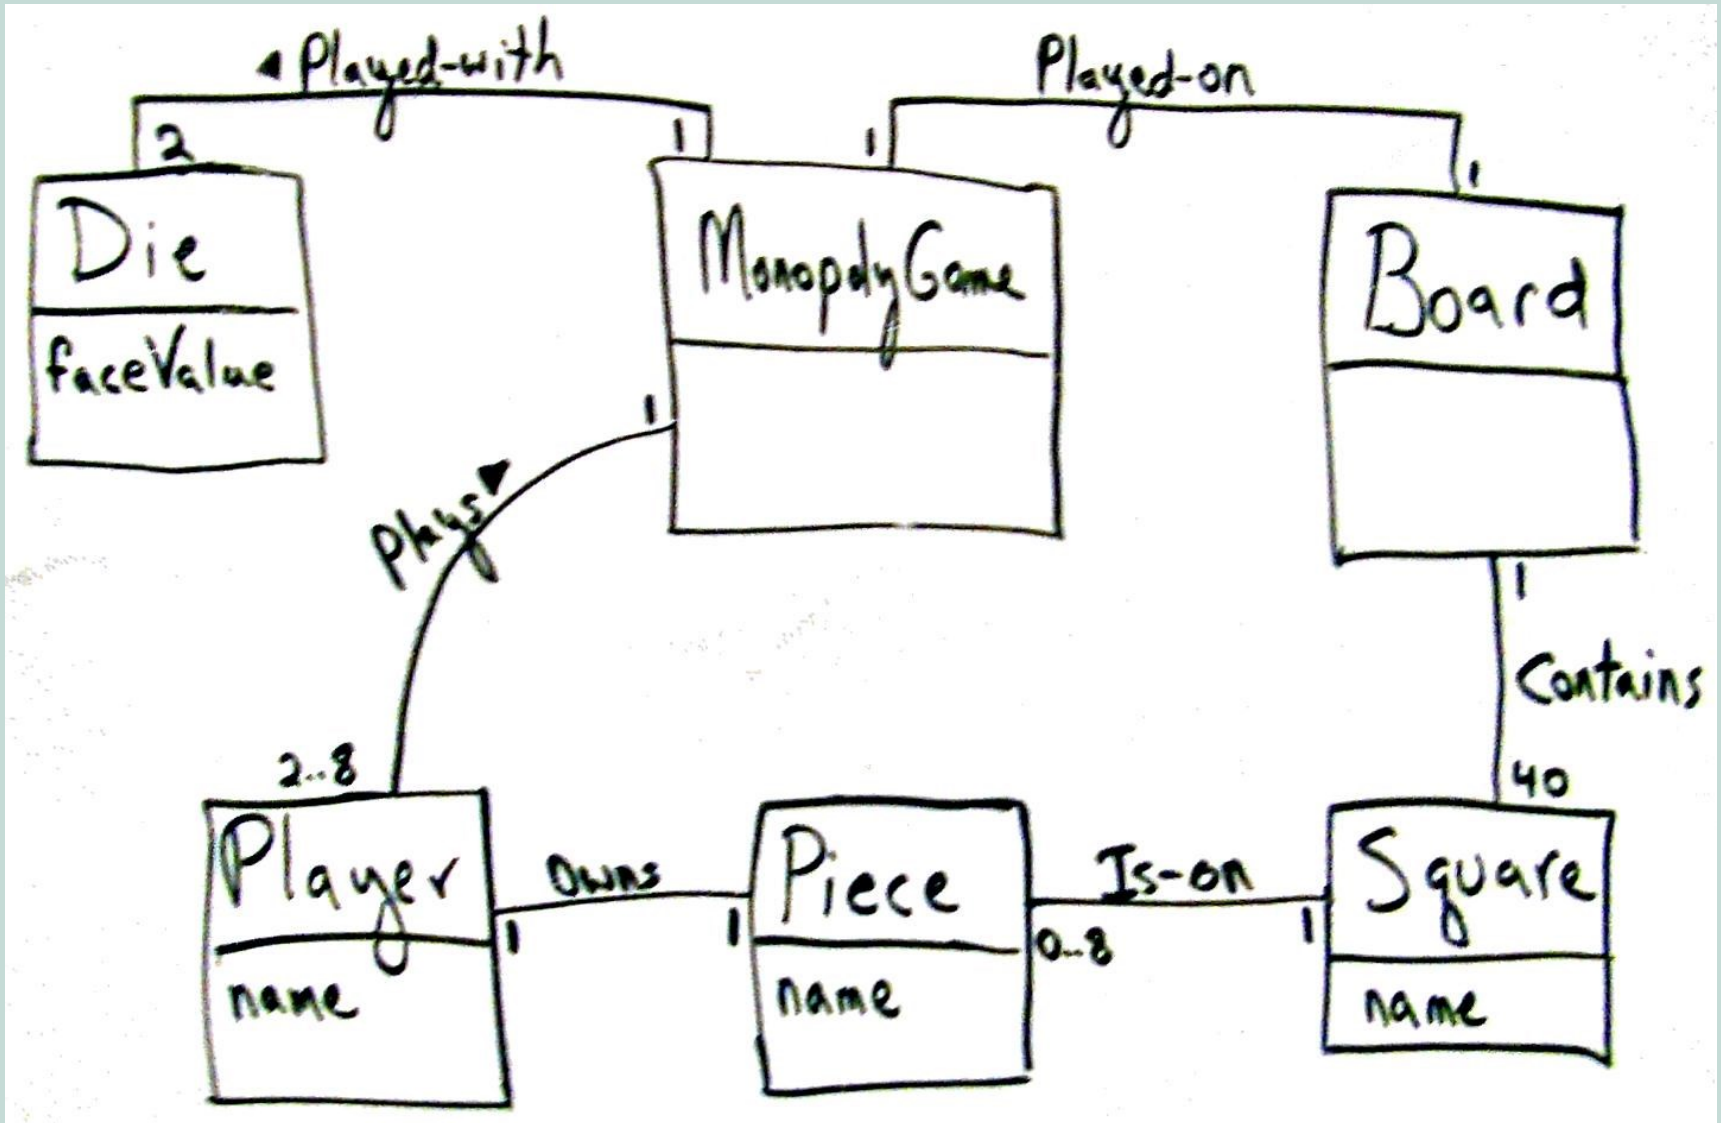 ◄ Played-with
Played-on
2
1
1
1
Die
faceValue
MonopolyGame
Board
1
Plays
1
Contains
2..8
40
Player
name
Owns
1
1
Piece
name
Is-on
0..8
1
Square
name